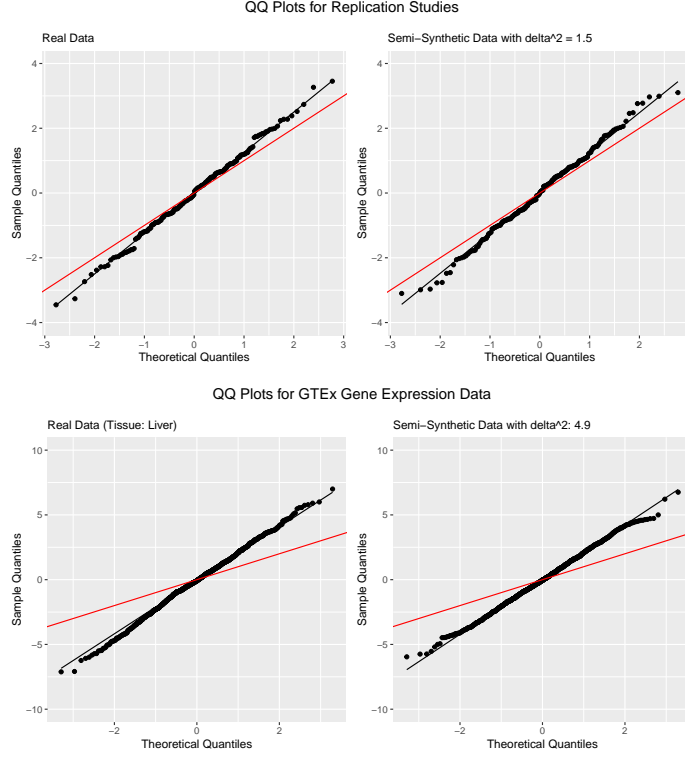 QQ Plots for Replication Studies
Real Data
Semi−Synthetic Data with delta^2 = 1.5
4
2
0
−2
−4
Sample Quantiles
−3 −2 −1 0 1 2 3
Theoretical Quantiles
4
2
0
−2
−4
Sample Quantiles
−3 −2 −1 0 1 2
Theoretical Quantiles
QQ Plots for GTEx Gene Expression Data
Real Data (Tissue: Liver)
Semi−Synthetic Data with delta^2: 4.9
10
5
0
−5
−10
Sample Quantiles
−2 0 2
Theoretical Quantiles
10
5
0
−5
−10
Sample Quantiles
−2 0 2
Theoretical Quantiles